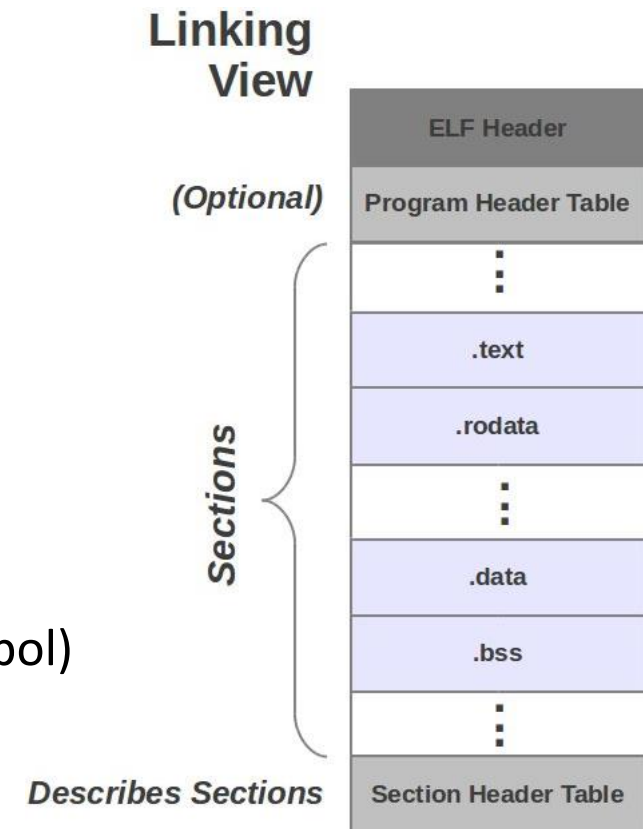 Linking
View
ELF Header
(Optional)
Program Header Table
⋮
.text
.rodata
Sections
⋮
.data
bol)
.bss
⋮
Describes Sections
Section Header Table